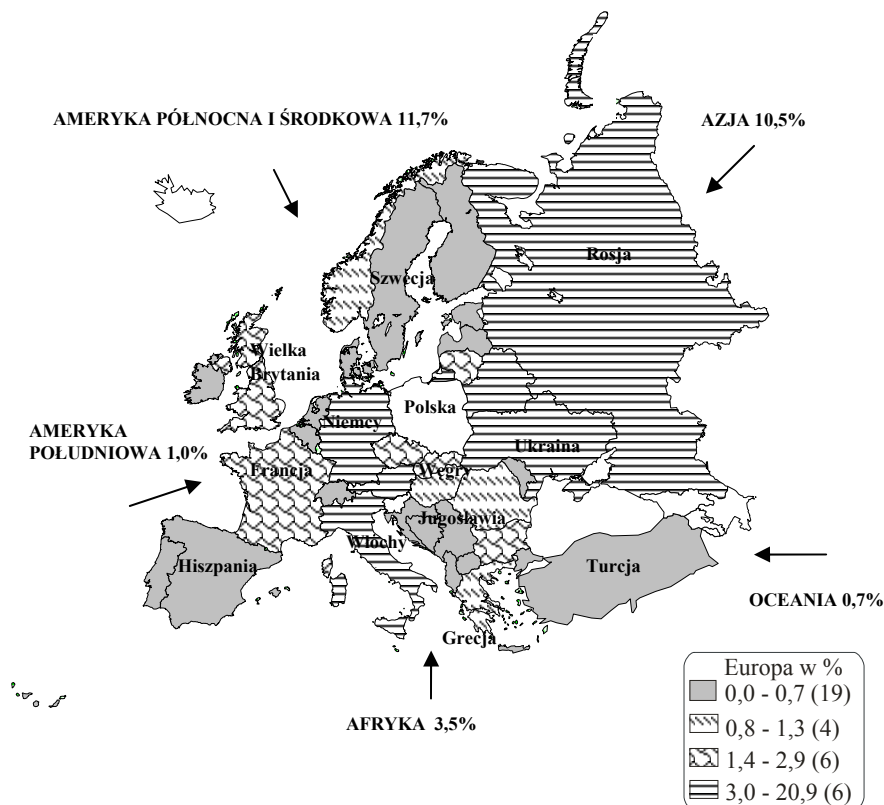 AMERYKA PÓŁNOCNA I ŚRODKOWA 11,7%
AZJA 10,5%
Rosja
Szwecja
Wielka
Brytania
Polska
Niemcy
AMERYKA
POŁUDNIOWA 1,0%
Ukraina
Francja
Węgry
Jugosławia
Włochy
Hiszpania
Turcja
OCEANIA 0,7%
Grecja
AFRYKA 3,5%
Europa w %
0,0 - 0,7 (19)
0,8 - 1,3 (4)
1,4 - 2,9 (6)
3,0 - 20,9 (6)